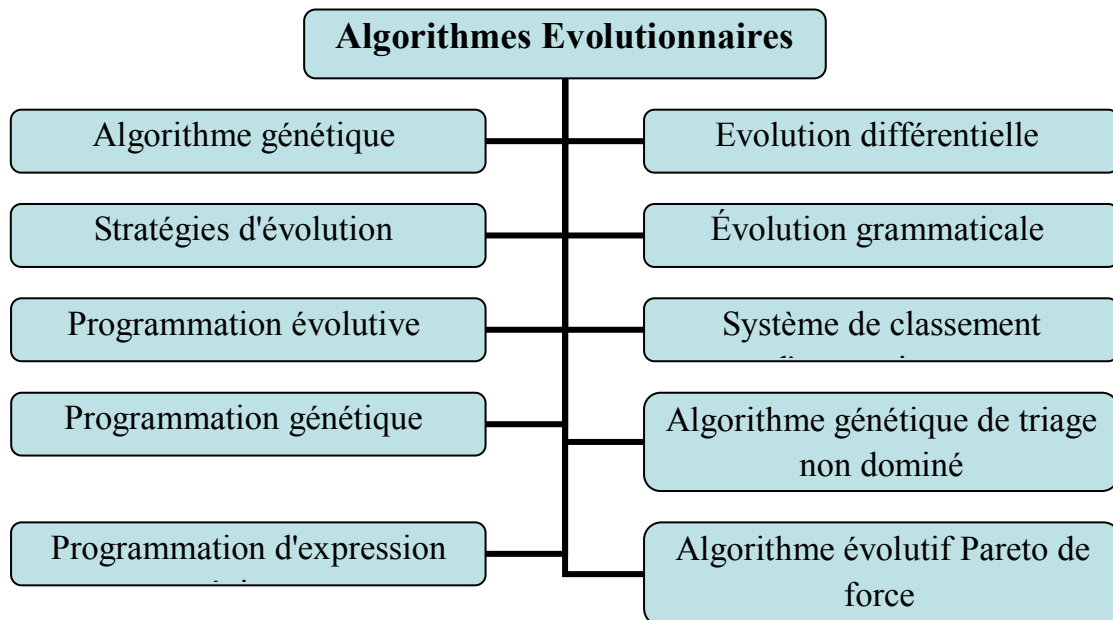 Algorithmes Evolutionnaires
Algorithme génétique
Stratégies d'évolution
Programmation évolutive
Programmation génétique
Programmation d'expression
Evolution différentielle
Évolution grammaticale
Système de classement
Algorithme génétique de triage
non dominé
Algorithme évolutif Pareto de
force